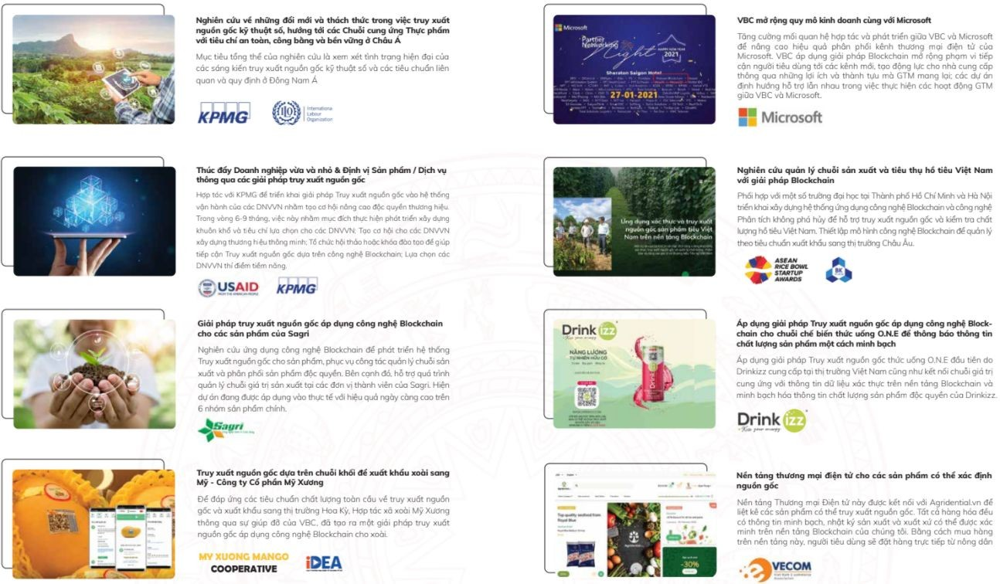 Nghiên cứu về những đổi mới và thách thức trong việc truy xuất
nguồn gốc kỹ thuật số, hướng tới các Chuỗi cung ứng Thực phẩm
với tiêu chí an toàn, công bằng và bền vững ở Châu Á
Mục tiêu tổng thể của nghiên cứu là xem xét tình trạng hiện đại của
các sáng kiến truy xuất nguồn gốc kỹ thuật số và các tiêu chuẩn liên
quan và quy định ở Đông Nam Á
KPMG
International
Labour
Organization
Thúc đẩy Doanh nghiệp vừa và nhỏ & Định vị Sản phẩm / Dịch vụ
thông qua các giải pháp truy xuất nguồn gốc
Hợp tác với KPMG để triển khai giải pháp Truy xuất nguồn gốc vào hệ thống
vận hành của các DNVVN nhằm tạo cơ hội nâng cao độc quyền thương hiệu.
Trong vòng 6-9 tháng, việc này nhằm mục đích thực hiện phát triển xây dựng
khuôn khổ và tiêu chí lựa chọn các DNVVN; Tạo cơ hội cho các DNVVN
xây dựng thương hiệu thông minh; Tổ chức hội thảo hoặc khóa đào tạo để giúp
tiếp cận Truy xuất nguồn gốc dựa trên công nghệ Blockchain; Lựa chọn các
DNVVN thí điểm tiềm năng.
USAID
FROM THE AMERICAN PEOPLE
KPMG
Giải pháp truy xuất nguồn gốc áp dụng công nghệ Blockchain
cho các sản phẩm của Sagri
Nghiên cứu ứng dụng công nghệ Blockchain để phát triển hệ thống
Truy xuất nguồn gốc cho sản phẩm, phục vụ công tác quản lý chuỗi sản
xuất và phân phối sản phẩm đồng bộ. Bên cạnh đó, hỗ trợ quá trình
quản lý chuỗi giá trị sản xuất tại các đơn vị thành viên của Sagri. Hiện
dự án đang được áp dụng vào thực tế với hiệu quả ngày càng cao trên
6 nhóm sản phẩm chính.
Sagri
Truy xuất nguồn gốc dựa trên chuỗi khối để xuất khẩu xoài sang
Mỹ - Công ty Cổ phần Mỹ Xương
Để đáp ứng các tiêu chuẩn chất lượng toàn cầu về truy xuất nguồn
gốc và xuất khẩu sang thị trường Hoa Kỳ, Hợp tác xã xoài Mỹ Xương
thông qua sự giúp đỡ của VBC, đã tạo ra một giải pháp truy xuất
nguồn gốc áp dụng công nghệ Blockchain cho xoài.
MY XUONG MANGO
COOPERATIVE
iDEA
Microsoft
Partner
Networking
Night
HAPPY NEW YEAR
2021
Sheraton Saigon Hotel
27-01-2021
VBC mở rộng quy mô kinh doanh cùng với Microsoft
Tăng cường mối quan hệ hợp tác và phát triển giữa VBC và Microsoft
để nâng cao hiệu quả phân phối kênh thương mại điện tử của
Microsoft. VBC áp dụng giải pháp Blockchain mở rộng phạm vi tiếp
cận người tiêu dùng tới các kênh mới, tạo động lực cho nhà cung cấp
thông qua những lợi ích và thành tựu mà GTM mang lại; các dự án
định hướng hỗ trợ lẫn nhau trong việc thực hiện các hoạt động GTM
giữa VBC và Microsoft.
Microsoft
Ứng dụng xác thực và truy xuất
nguồn gốc sản phẩm tiêu Việt
Nam trên nền tảng Blockchain
Nghiên cứu quản lý chuỗi sản xuất và tiêu thụ hồ tiêu Việt Nam
với giải pháp Blockchain
Phối hợp với một số trường đại học tại Thành phố Hồ Chí Minh và Hà Nội
triển khai xây dựng hệ thống ứng dụng công nghệ Blockchain và công nghệ
Phân tích không phá hủy để hỗ trợ truy xuất nguồn gốc và kiểm tra chất
lượng hồ tiêu Việt Nam. Thiết lập mô hình công nghệ Blockchain để quản lý
theo tiêu chuẩn xuất khẩu sang thị trường Châu Âu.
ASEAN
RICE BOWL
STARTUP
AWARDS
BK
Drink izz
Kiss your energy
NĂNG LƯỢNG
TỰ NHIÊN HỮU CƠ
Áp dụng giải pháp Truy xuất nguồn gốc áp dụng công nghệ Block-
chain cho chuỗi chế biến thức uống O.N.E để thông báo thông tin
chất lượng sản phẩm một cách minh bạch
Áp dụng giải pháp Truy xuất nguồn gốc thức uống O.N.E đầu tiên do
Drinkizz cung cấp tại thị trường Việt Nam cũng như kết nối chuỗi giá trị
cung ứng với thông tin dữ liệu xác thực trên nền tảng Blockchain và
minh bạch hóa thông tin chất lượng sản phẩm độc quyền của Drinkizz.
Drink izz
Kiss your energy
Top quality seafood from
Royal Blue
-30%
Nền tảng thương mại điện tử cho các sản phẩm có thể xác định
nguồn gốc
Nền tảng Thương mại Điện tử này được kết nối với Agridential.vn để
liệt kê các sản phẩm có thể truy xuất nguồn gốc. Tất cả hàng hóa đều
có thông tin minh bạch, nhật ký sản xuất và xuất xứ có thể được xác
minh trên nền tảng Blockchain của chúng tôi. Bằng cách mua hàng
trên nền tảng này, người tiêu dùng sẽ đặt hàng trực tiếp từ nông dân
VECOM